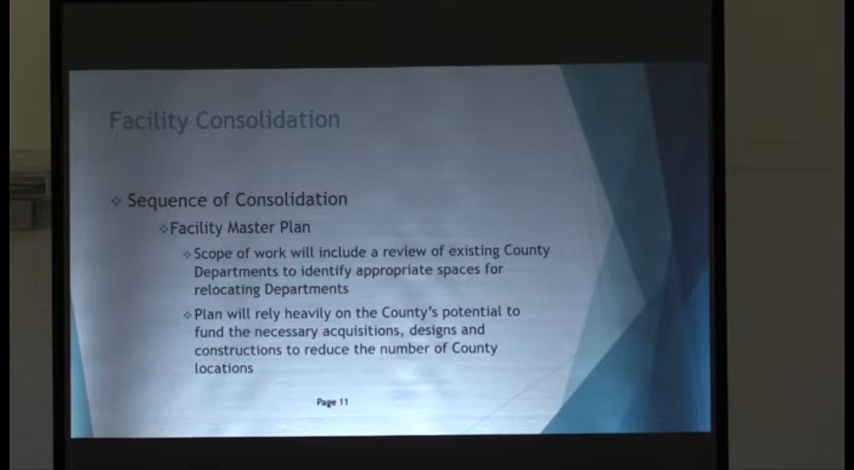 Facility Consolidation
Sequence of Consolidation
Facility Master Plan
Scope of work will include a review of existing County
Departments to identify appropriate spaces for
relocating Departments
Plan will rely heavily on the County's potential to
fund the necessary acquisitions, designs and
constructions to reduce the number of County
locations
Page 11